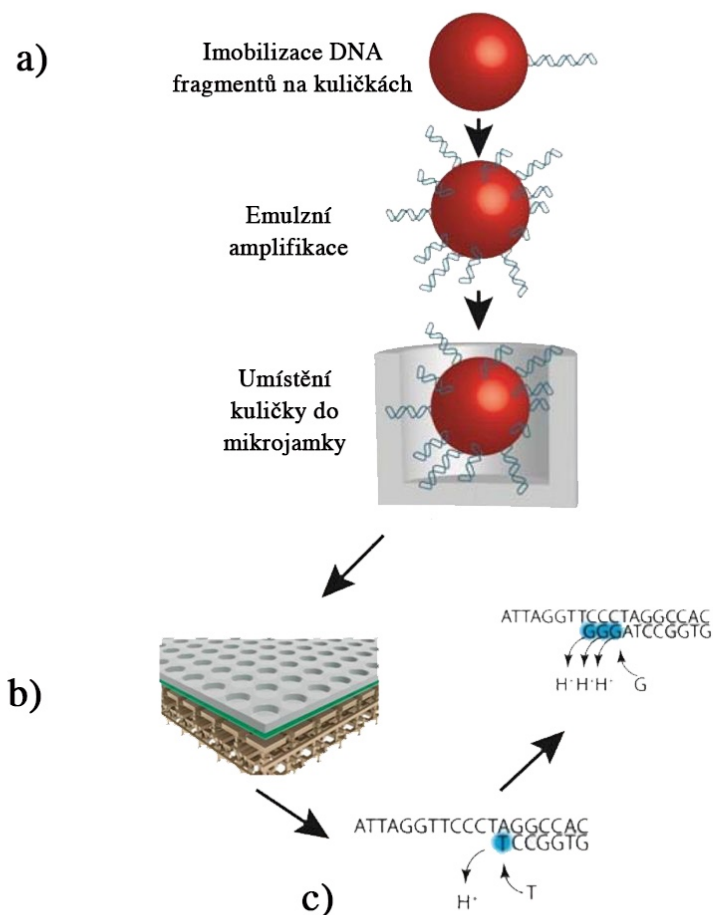 a)
Imobilizace DNA
fragmentů na kuličkách
Emulzní
amplifikace
Umístění
kuličky do
mikrojamky
b)
ATTAGGTTCCCTAGGCCAC
GGGATCCGGTG
H⁺ H⁺ H⁺
G
ATTAGGTTCCCTAGGCCAC
TCCGGTG
H⁺
T
c)